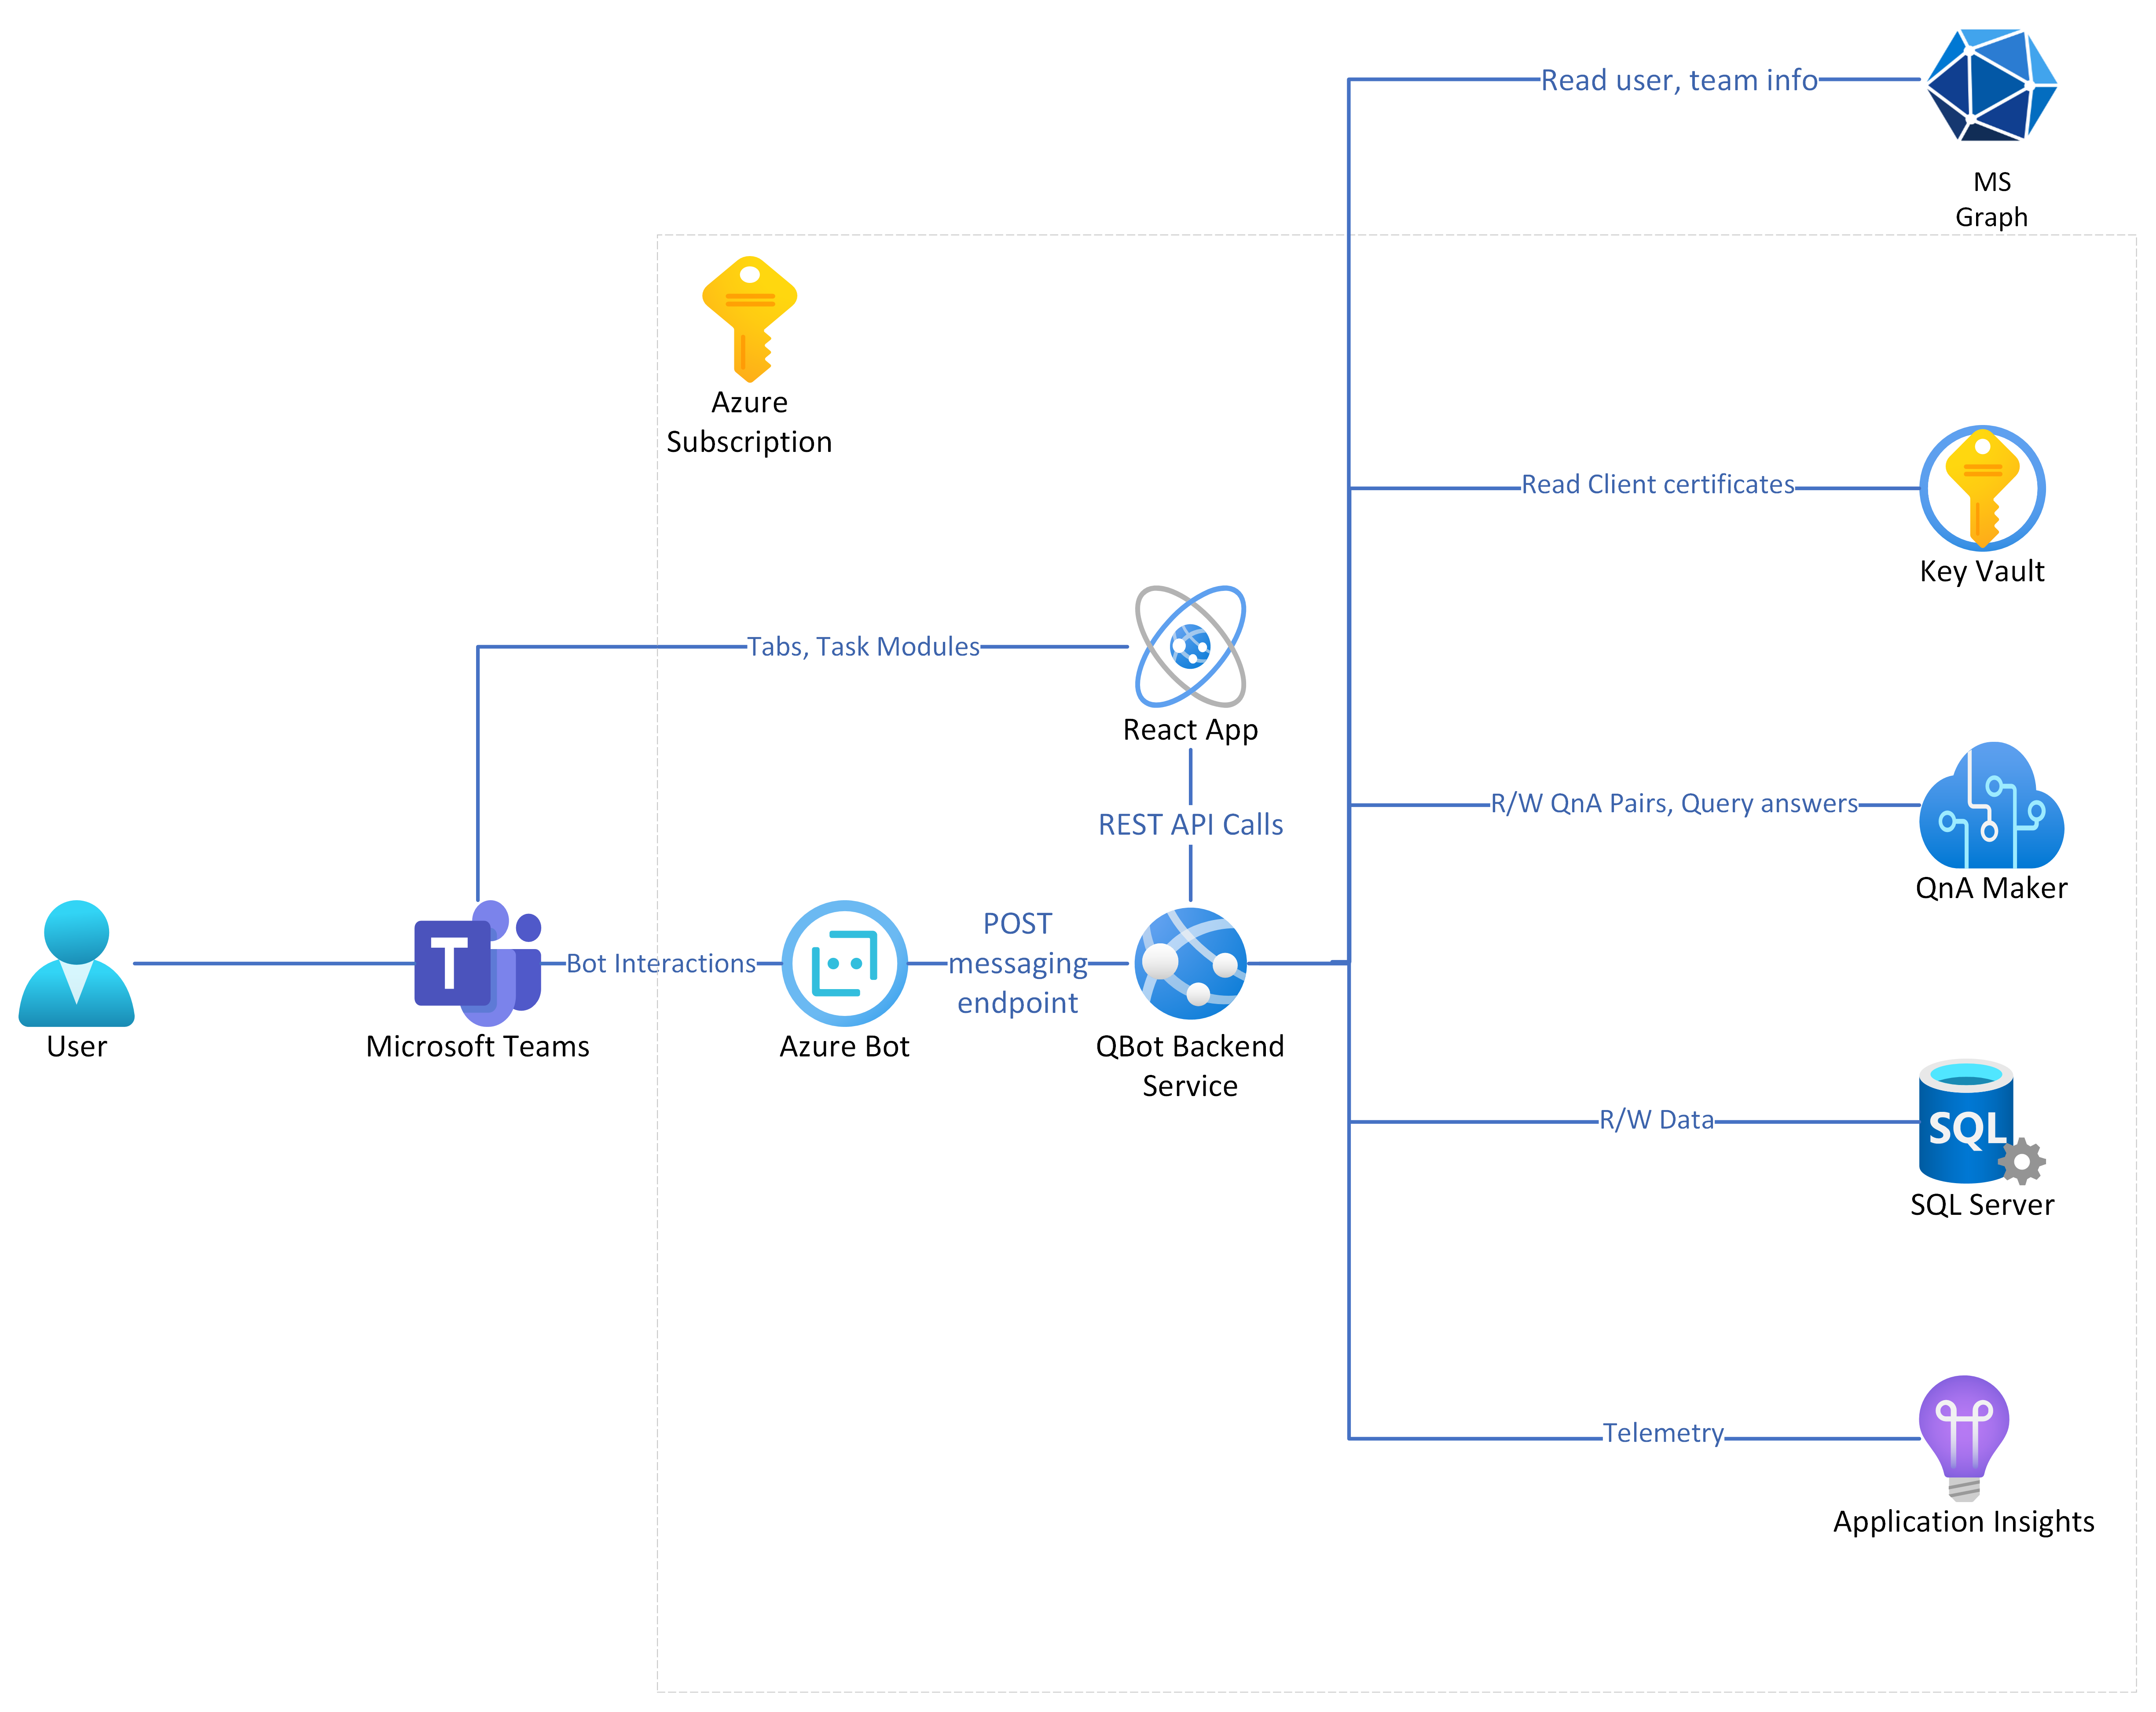 Read user, team info
MS
Graph
Azure
Subscription
Read Client certificates
Key Vault
Tabs, Task Modules
React App
REST API Calls
R/W QnA Pairs, Query answers
QnA Maker
User
T
Microsoft Teams
Bot Interactions
Azure Bot
POST
messaging
endpoint
QBot Backend
Service
R/W Data
SQL
SQL Server
Telemetry
Application Insights